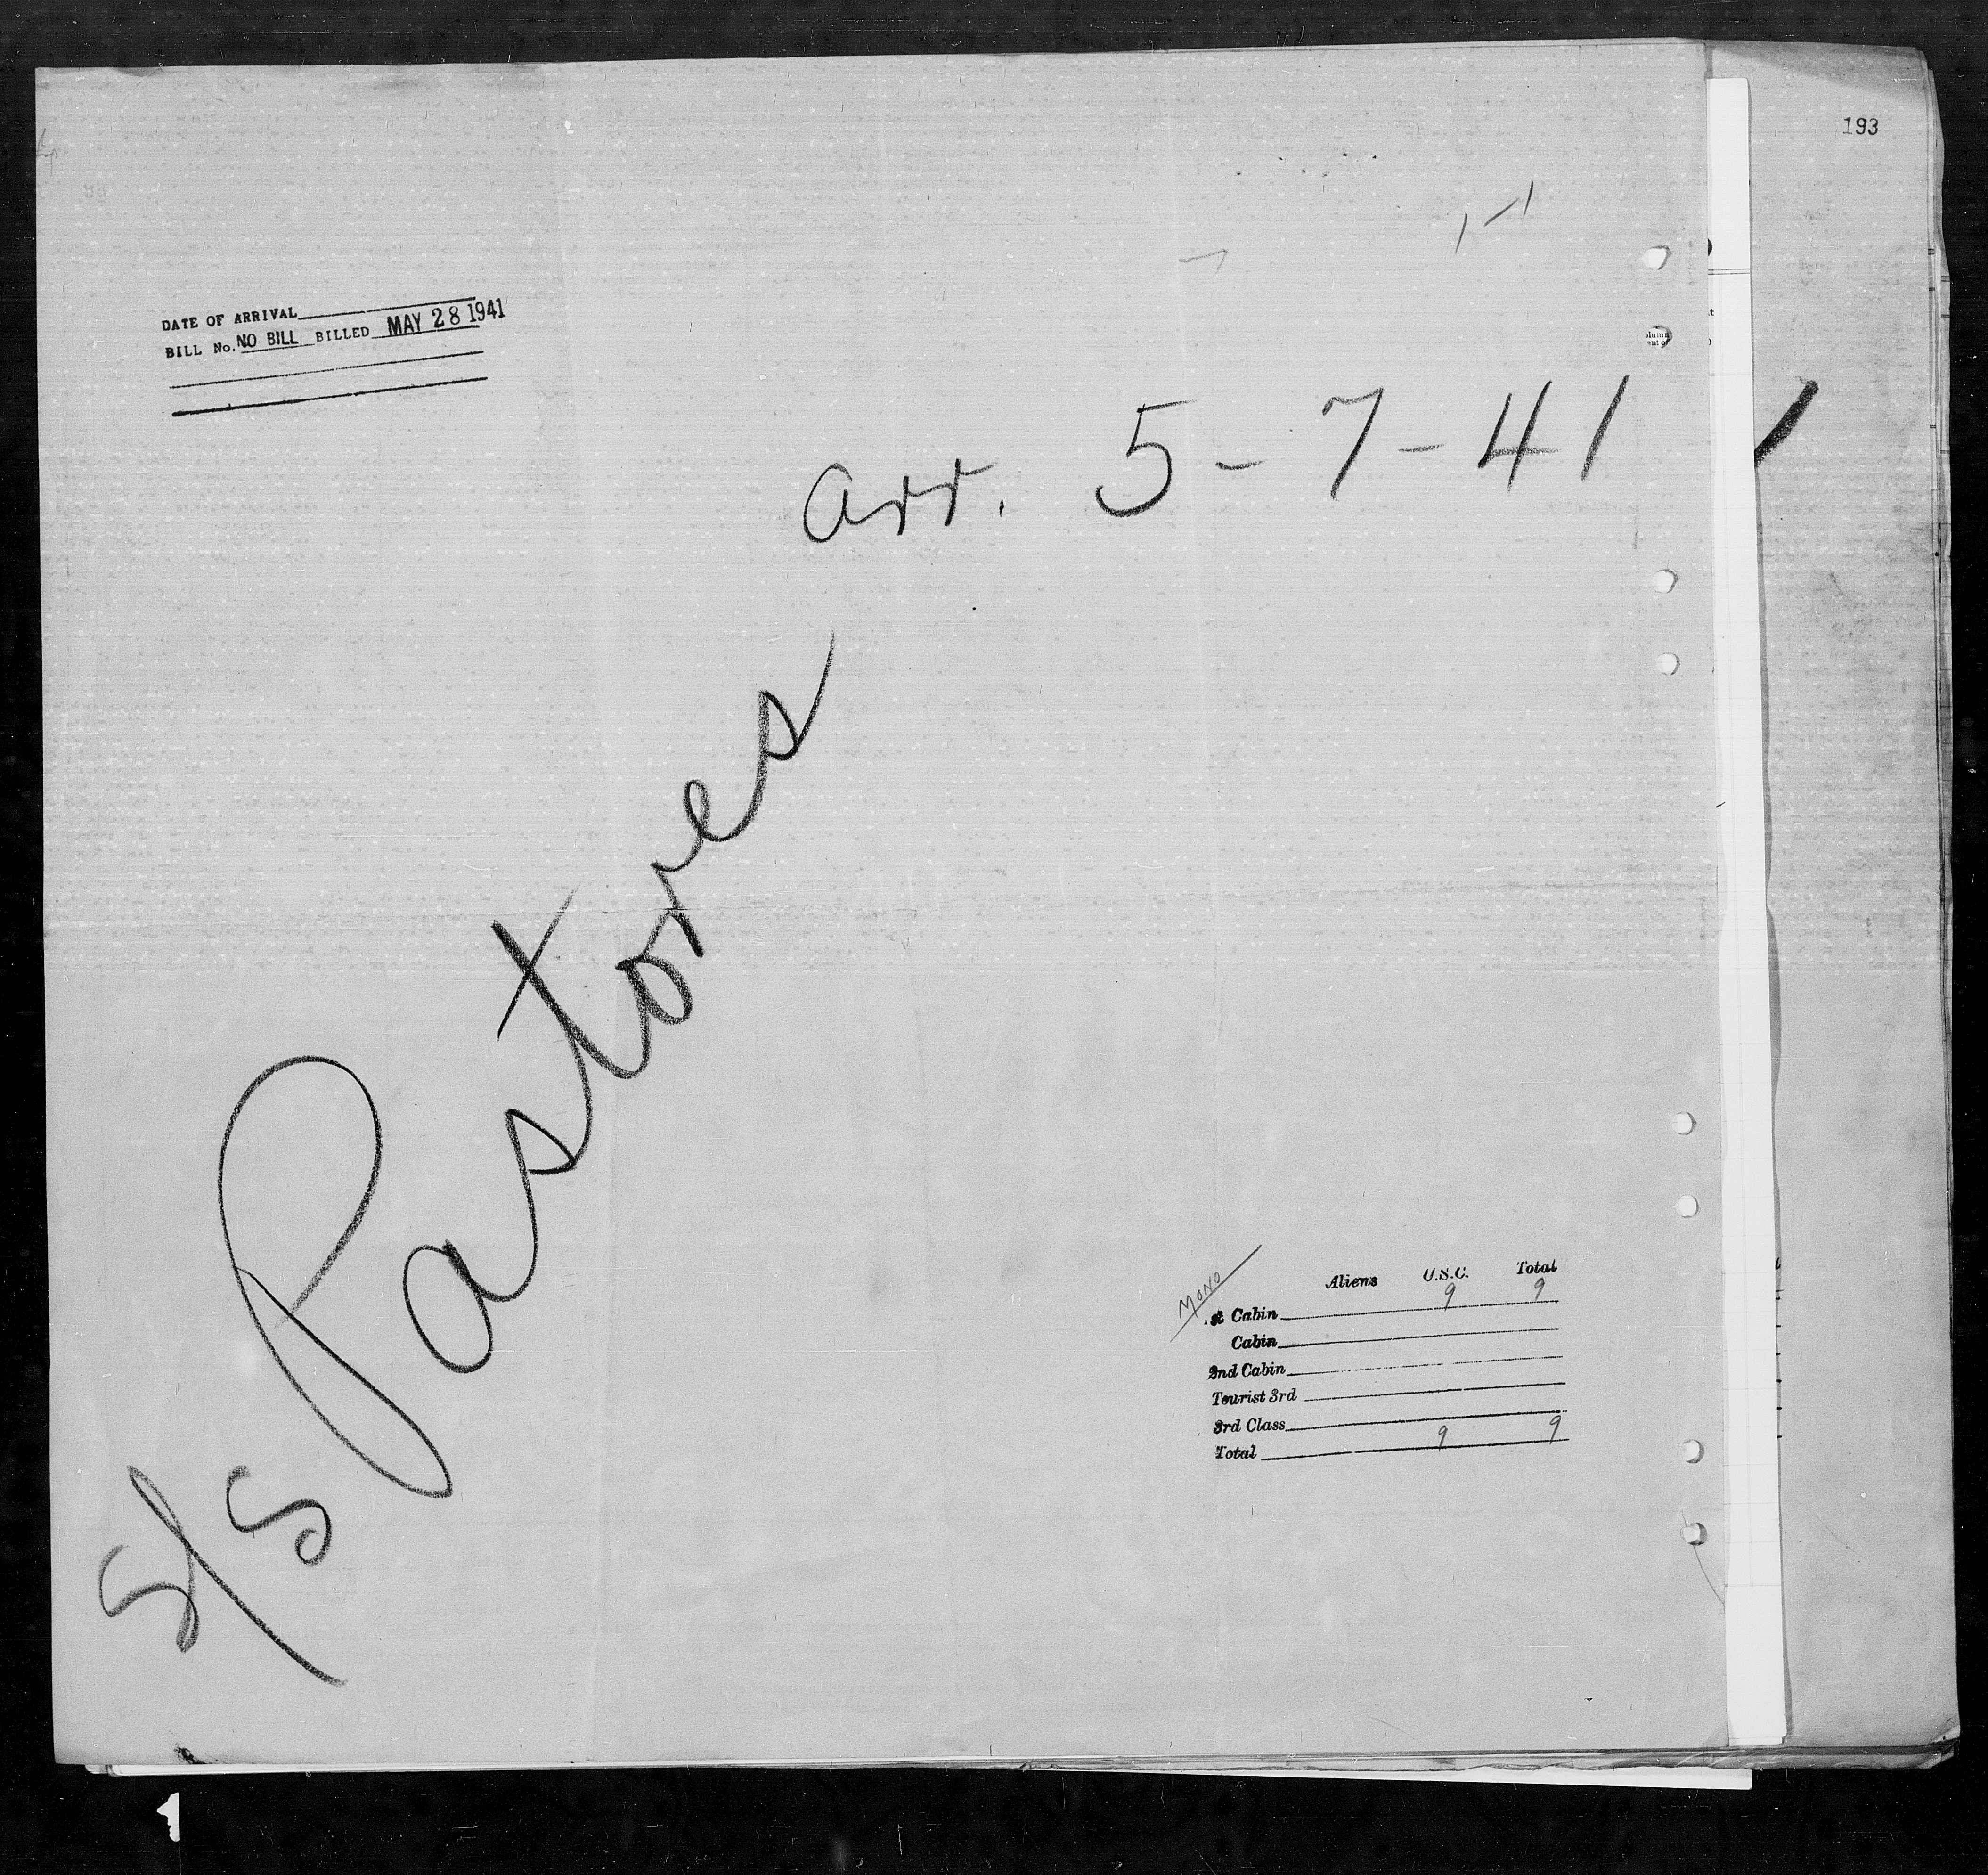 193
DATE OF ARRIVAL
BILL No. NO BILL BILLED MAY 28 1941
arr. 5-7-41
S/S Pastores
MONO
Aliens U.S.C. Total
st Cabin 9 9
Cabin
2nd Cabin
Tourist 3rd
3rd Class
Total 9 9